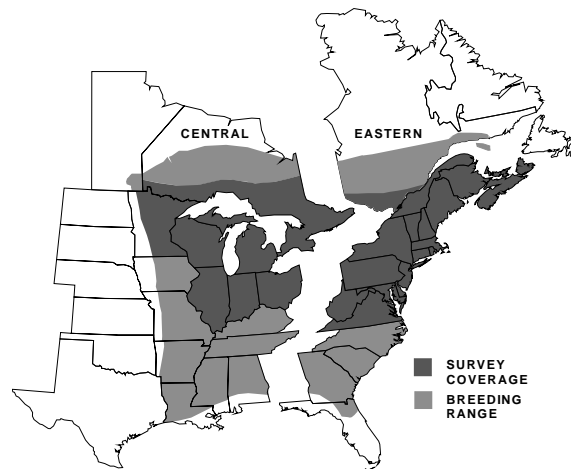 CENTRAL
EASTERN
SURVEY
COVERAGE
BREEDING
RANGE